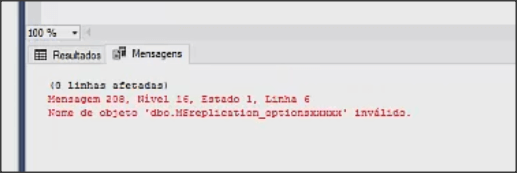 100 %
Resultados Mensagens
(0 linhas afetadas)
Mensagem 208, Nível 16, Estado 1, Linha 6
Nome de objeto 'dbo.MSreplication_optionsxxxxx' inválido.